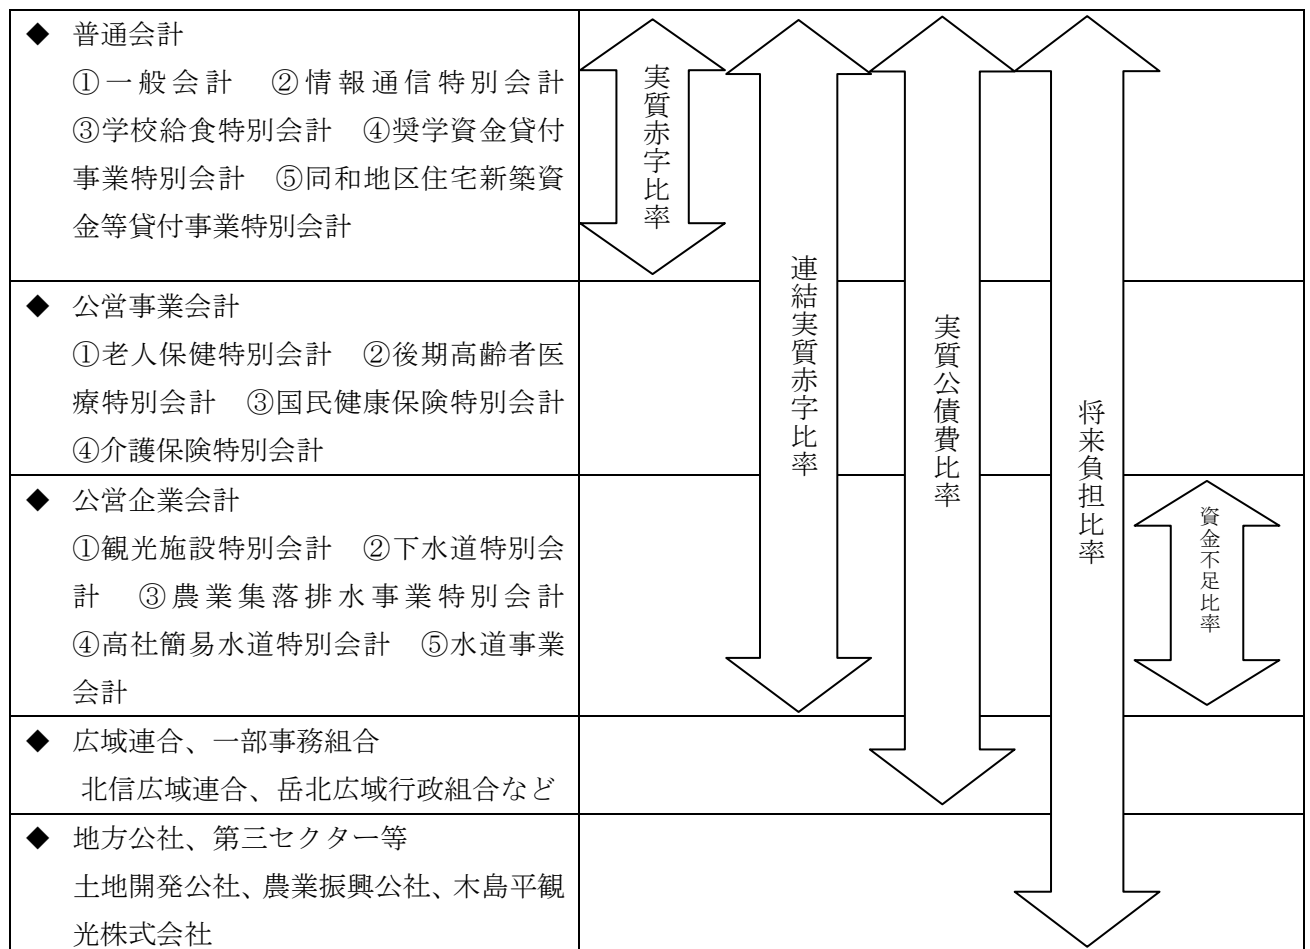 ◆ 普通会計
①一般会計 ②情報通信特別会計
③学校給食特別会計 ④奨学資金貸付
事業特別会計 ⑤同和地区住宅新築資
金等貸付事業特別会計
◆ 公営事業会計
①老人保健特別会計 ②後期高齢者医
療特別会計 ③国民健康保険特別会計
④介護保険特別会計
◆ 公営企業会計
①観光施設特別会計 ②下水道特別会
計 ③農業集落排水事業特別会計
④高社簡易水道特別会計 ⑤水道事業
会計
◆ 広域連合、一部事務組合
北信広域連合、岳北広域行政組合など
◆ 地方公社、第三セクター等
土地開発公社、農業振興公社、木島平観
光株式会社
実質赤字比率
連結実質赤字比率
実質公債費比率
将来負担比率
資金不足比率